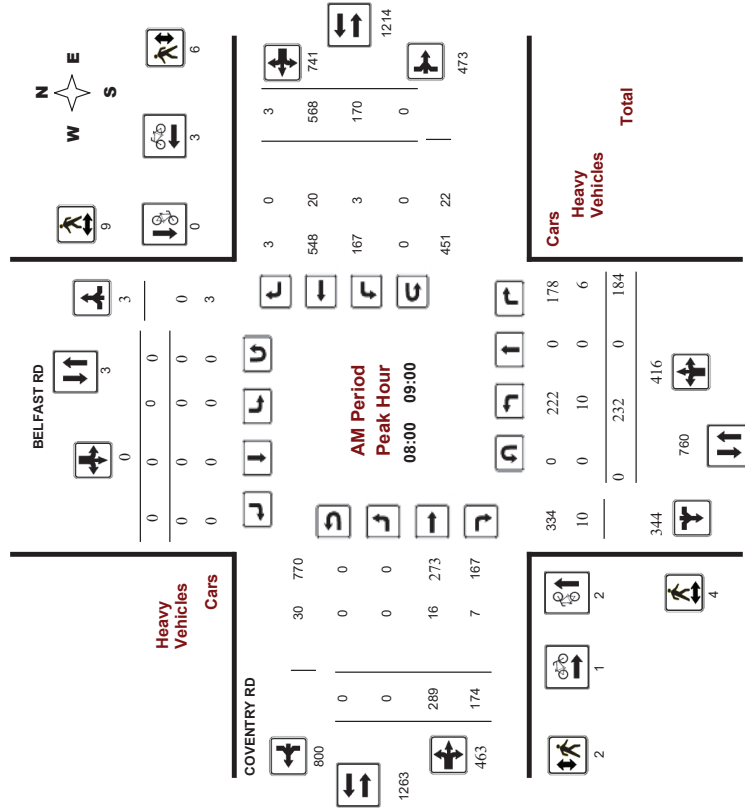 BELFAST RD
N
W E
S
9
6
0
3
0
3
3
0 0 0 0
0 0 0 0 0
0 0 0 0 3
Heavy
Vehicles
Cars
COVENTRY RD
800
30 770
1263
0 0 0
0 0 0
289 16 273
174 7 167
463
AM Period
Peak Hour
08:00 09:00
3 0 3
548 20 568
167 3 170
0 0 0
451 22
741
1214
473
334 0 222 0 178 Cars
10 0 10 0 6 Heavy
Vehicles
0 232 0 184 Total
344
760
416
2
1
2
4